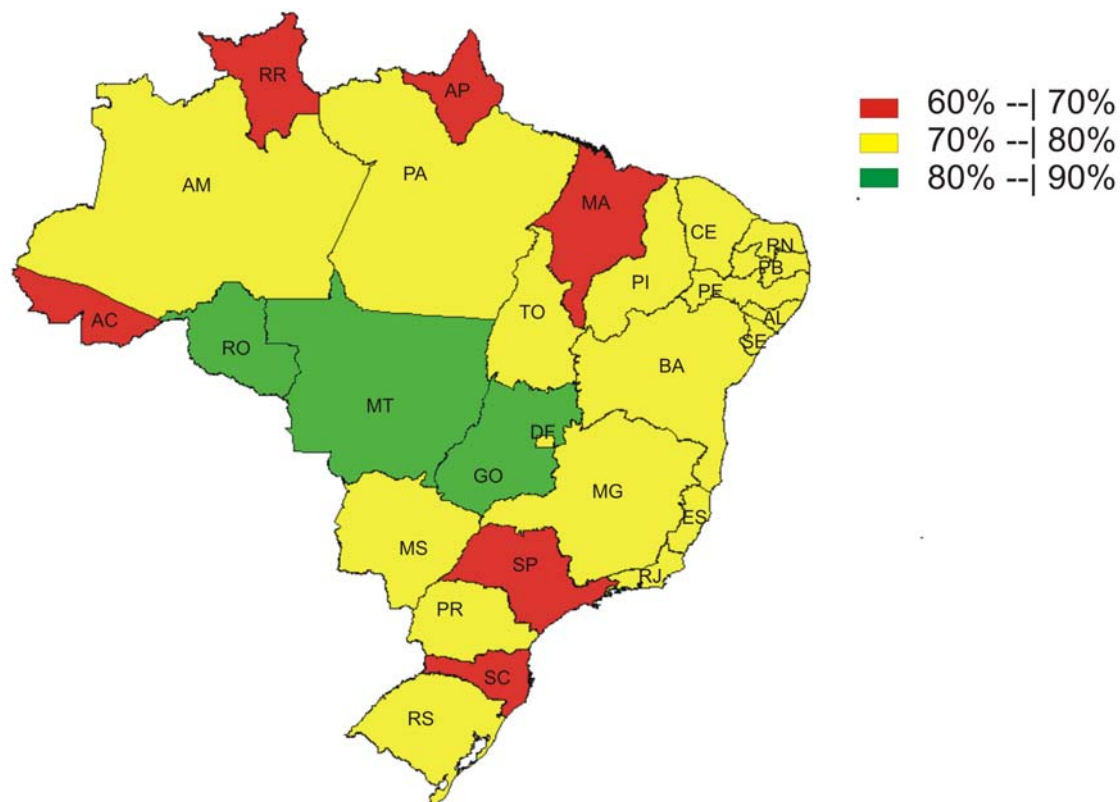 RR
AP
60% --| 70%
70% --| 80%
80% --| 90%
AM
PA
MA
CE
RN
PB
PI
PE
TO
AL
AC
SE
RO
BA
MT
DF
GO
MG
ES
MS
SP
RJ
PR
SC
RS